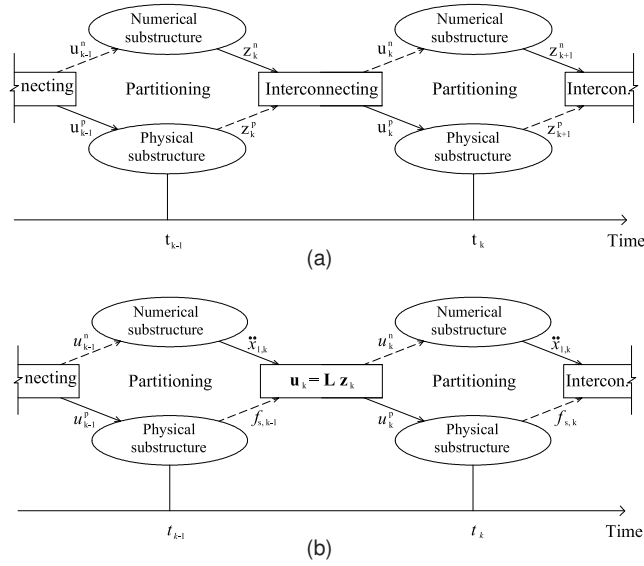 Numerical
substructure
u^n_{k-1} z^n_k
necting Partitioning Interconnecting
u^p_{k-1} z^p_k
Physical
substructure
Numerical
substructure
u^n_k z^n_{k+1}
Partitioning Intercon.
u^p_k z^p_{k+1}
Physical
substructure
t_{k-1} t_k Time
(a)
Numerical
substructure
u^n_{k-1} ẍ_{1,k}
necting Partitioning u_k = L z_k
u^p_{k-1} f_{s,k-1}
Physical
substructure
Numerical
substructure
u^n_k ẍ_{1,k}
Partitioning Intercon.
u^p_k f_{s,k}
Physical
substructure
t_{k-1} t_k Time
(b)